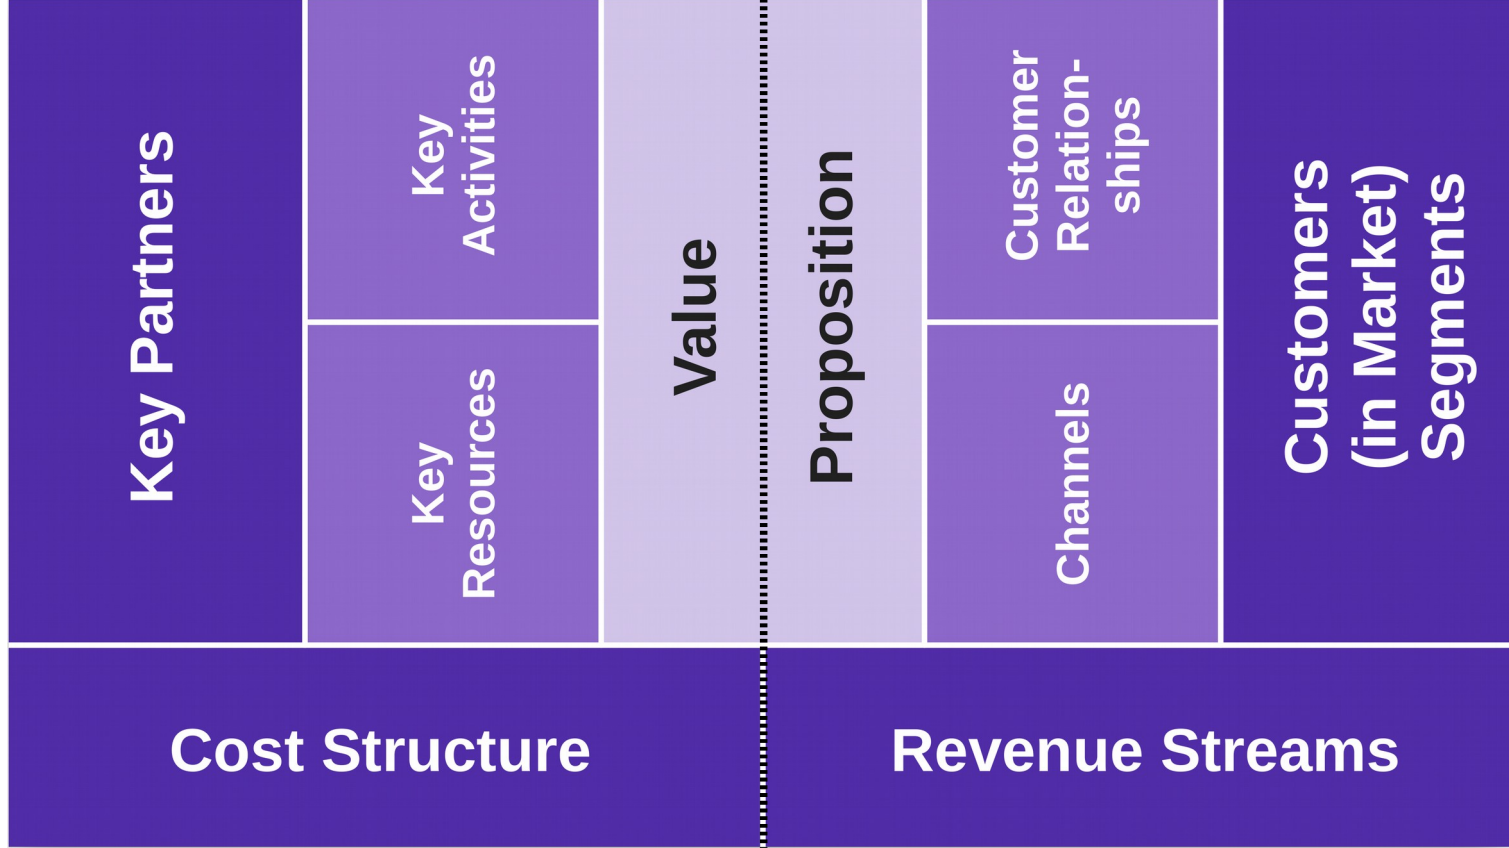 Key Partners
Key
Activities
Key
Resources
Value
Proposition
Customer
Relation-
ships
Channels
Customers
(in Market)
Segments
Cost Structure
Revenue Streams